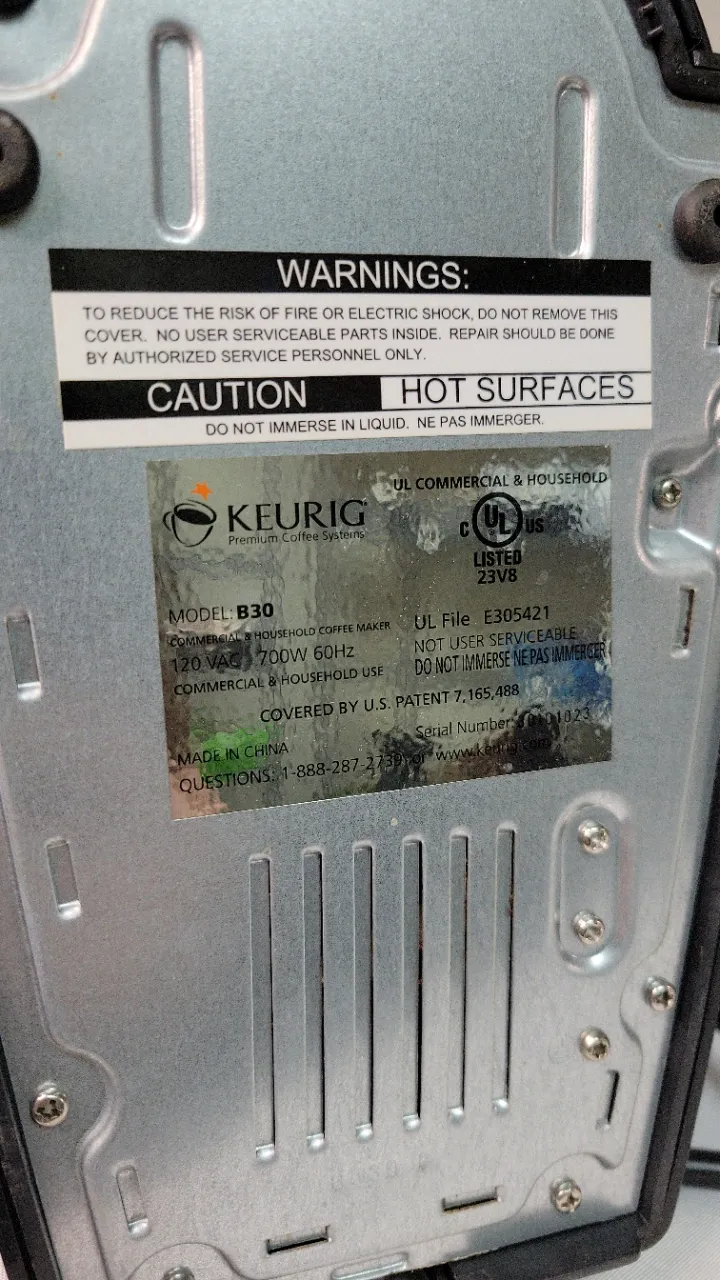 WARNINGS:
TO REDUCE THE RISK OF FIRE OR ELECTRIC SHOCK, DO NOT REMOVE THIS
COVER. NO USER SERVICEABLE PARTS INSIDE. REPAIR SHOULD BE DONE
BY AUTHORIZED SERVICE PERSONNEL ONLY.
CAUTION HOT SURFACES
DO NOT IMMERSE IN LIQUID. NE PAS IMMERGER.
KEURIG
Premium Coffee Systems
UL COMMERCIAL & HOUSEHOLD
C UL US
LISTED
23V8
MODEL: B30
COMMERCIAL & HOUSEHOLD COFFEE MAKER
120 VAC 700W 60Hz
COMMERCIAL & HOUSEHOLD USE
UL File E305421
NOT USER SERVICEABLE
DO NOT IMMERSE NE PAS IMMERGER
COVERED BY U.S. PATENT 7,165,488
Serial Number:
MADE IN CHINA
QUESTIONS: 1-888-287-2739 or www.keurig.com